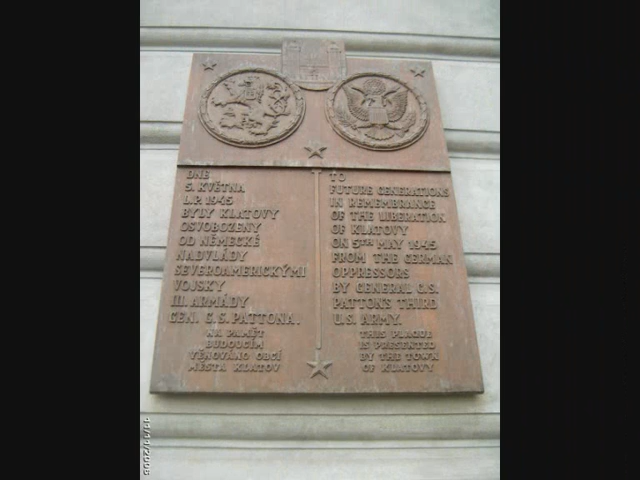 DNE
5. KVĚTNA
L.P. 1945
BYLY KLATOVY
OSVOBOZENY
OD NĚMECKÉ
NADVLÁDY
SEVEROAMERICKÝMI
VOJSKY
III. ARMÁDY
GEN. G.S. PATTONA.
NA PAMĚŤ
BUDOUCÍM
VĚNOVÁNO OBCÍ
MĚSTA KLATOV
TO
FUTURE GENERATIONS
IN REMEMBRANCE
OF THE LIBERATION
OF KLATOVY
ON 5TH MAY 1945
FROM THE GERMAN
OPPRESSORS
BY GENERAL G.S.
PATTON'S THIRD
U.S. ARMY
THIS PLAQUE
IS PRESENTED
BY THE TOWN
OF KLATOVY